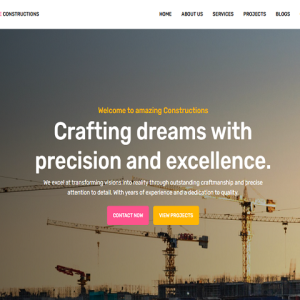 CONSTRUCTIONS
HOME ABOUT US SERVICES PROJECTS BLOGS
Welcome to amazing Constructions
Crafting dreams with
precision and excellence.
We excel at transforming visions into reality through outstanding craftmanship and precise
attention to detail. With years of experience and a dedication to quality.
CONTACT NOW VIEW PROJECTS